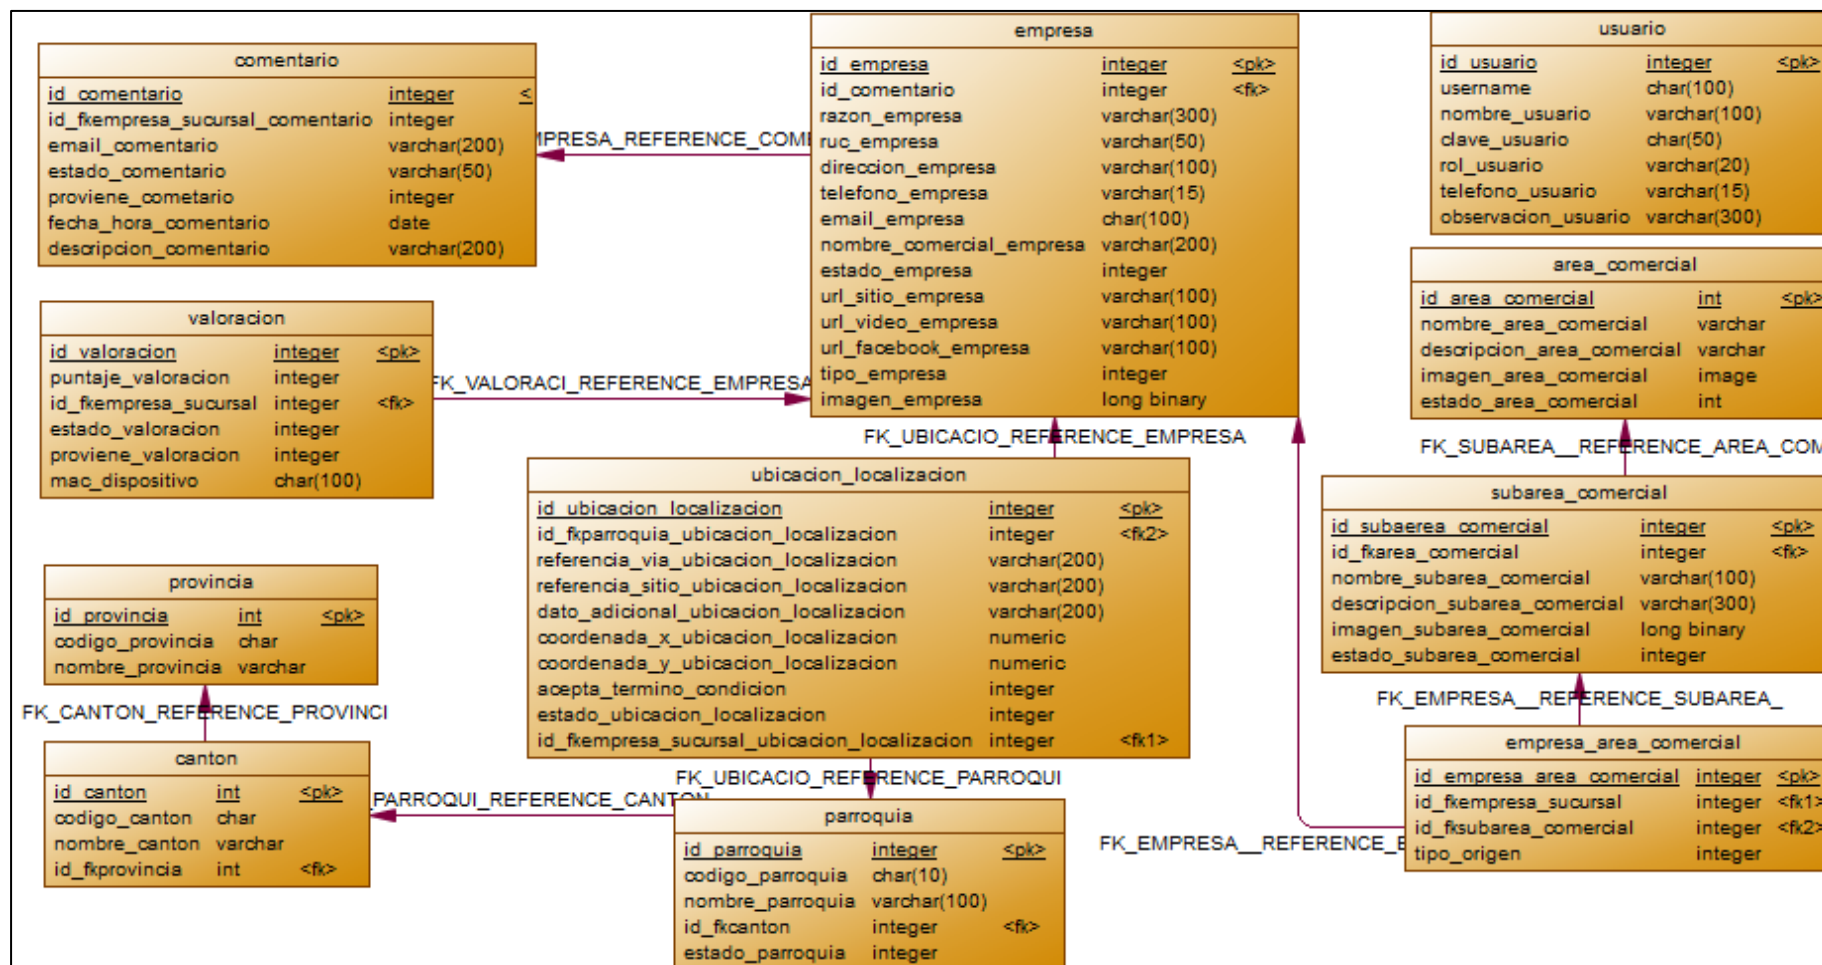 comentario
id_comentario integer <
id_fkempresa_sucursal_comentario integer
email_comentario varchar(200)
estado_comentario varchar(50)
proviene_cometario integer
fecha_hora_comentario date
descripcion_comentario varchar(200)
MPRESA_REFERENCE_COME
empresa
id_empresa integer <pk>
id_comentario integer <fk>
razon_empresa varchar(300)
ruc_empresa varchar(50)
direccion_empresa varchar(100)
telefono_empresa varchar(15)
email_empresa char(100)
nombre_comercial_empresa varchar(200)
estado_empresa integer
url_sitio_empresa varchar(100)
url_video_empresa varchar(100)
url_facebook_empresa varchar(100)
tipo_empresa integer
imagen_empresa long binary
usuario
id_usuario integer <pk>
username char(100)
nombre_usuario varchar(100)
clave_usuario char(50)
rol_usuario varchar(20)
telefono_usuario varchar(15)
observacion_usuario varchar(300)
area_comercial
id_area_comercial int <pk>
nombre_area_comercial varchar
descripcion_area_comercial varchar
imagen_area_comercial image
estado_area_comercial int
valoracion
id_valoracion integer <pk>
puntaje_valoracion integer
id_fkempresa_sucursal integer <fk>
estado_valoracion integer
proviene_valoracion integer
mac_dispositivo char(100)
FK_VALORACI_REFERENCE_EMPRESA
FK_UBICACIO_REFERENCE_EMPRESA
FK_SUBAREA__REFERENCE_AREA_COM
ubicacion_localizacion
id_ubicacion_localizacion integer <pk>
id_fkparroquia_ubicacion_localizacion integer <fk2>
referencia_via_ubicacion_localizacion varchar(200)
referencia_sitio_ubicacion_localizacion varchar(200)
dato_adicional_ubicacion_localizacion varchar(200)
coordenada_x_ubicacion_localizacion numeric
coordenada_y_ubicacion_localizacion numeric
acepta_termino_condicion integer
estado_ubicacion_localizacion integer
id_fkempresa_sucursal_ubicacion_localizacion integer <fk1>
subarea_comercial
id_subaerea_comercial integer <pk>
id_fkarea_comercial integer <fk>
nombre_subarea_comercial varchar(100)
descripcion_subarea_comercial varchar(300)
imagen_subarea_comercial long binary
estado_subarea_comercial integer
provincia
id_provincia int <pk>
codigo_provincia char
nombre_provincia varchar
FK_CANTON_REFERENCE_PROVINCI
FK_EMPRESA__REFERENCE_SUBAREA_
canton
id_canton int <pk>
codigo_canton char
nombre_canton varchar
id_fkprovincia int <fk>
FK_UBICACIO_REFERENCE_PARROQUI
_PARROQUI_REFERENCE_CANTON
parroquia
id_parroquia integer <pk>
codigo_parroquia char(10)
nombre_parroquia varchar(100)
id_fkcanton integer <fk>
estado_parroquia integer
FK_EMPRESA__REFERENCE_E
empresa_area_comercial
id_empresa_area_comercial integer <pk>
id_fkempresa_sucursal integer <fk1>
id_fksubarea_comercial integer <fk2>
tipo_origen integer